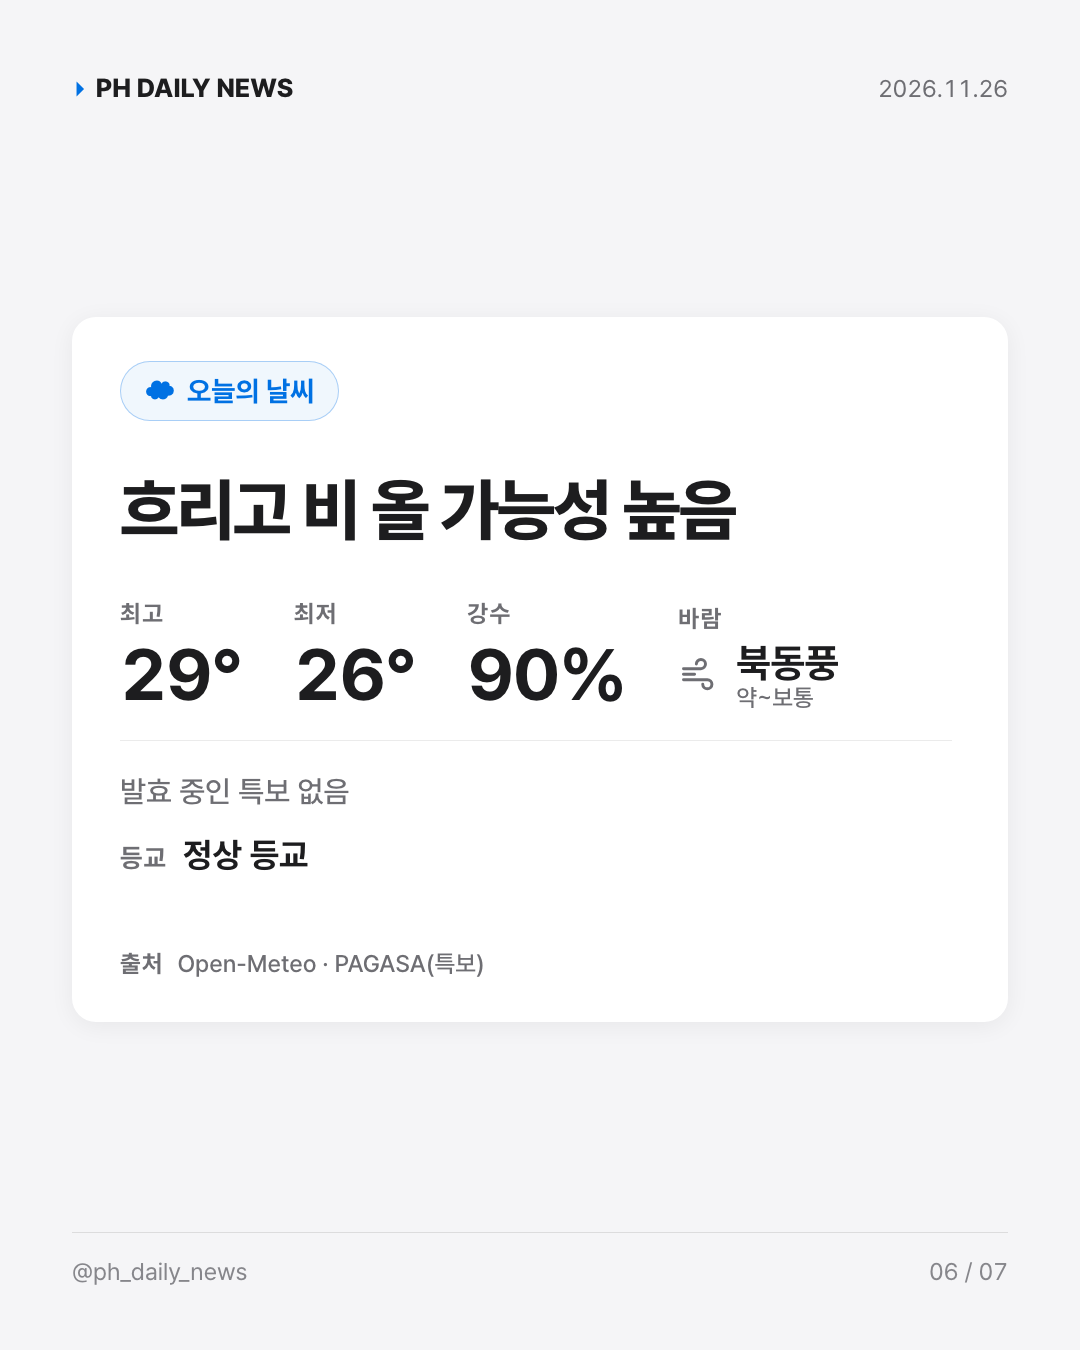 PH DAILY NEWS
2026.11.26
오늘의 날씨
흐리고 비 올 가능성 높음
최고 최저 강수 바람
29° 26° 90% 북동풍
약~보통
발효 중인 특보 없음
등교 정상 등교
출처 Open-Meteo · PAGASA(특보)
@ph_daily_news
06 / 07